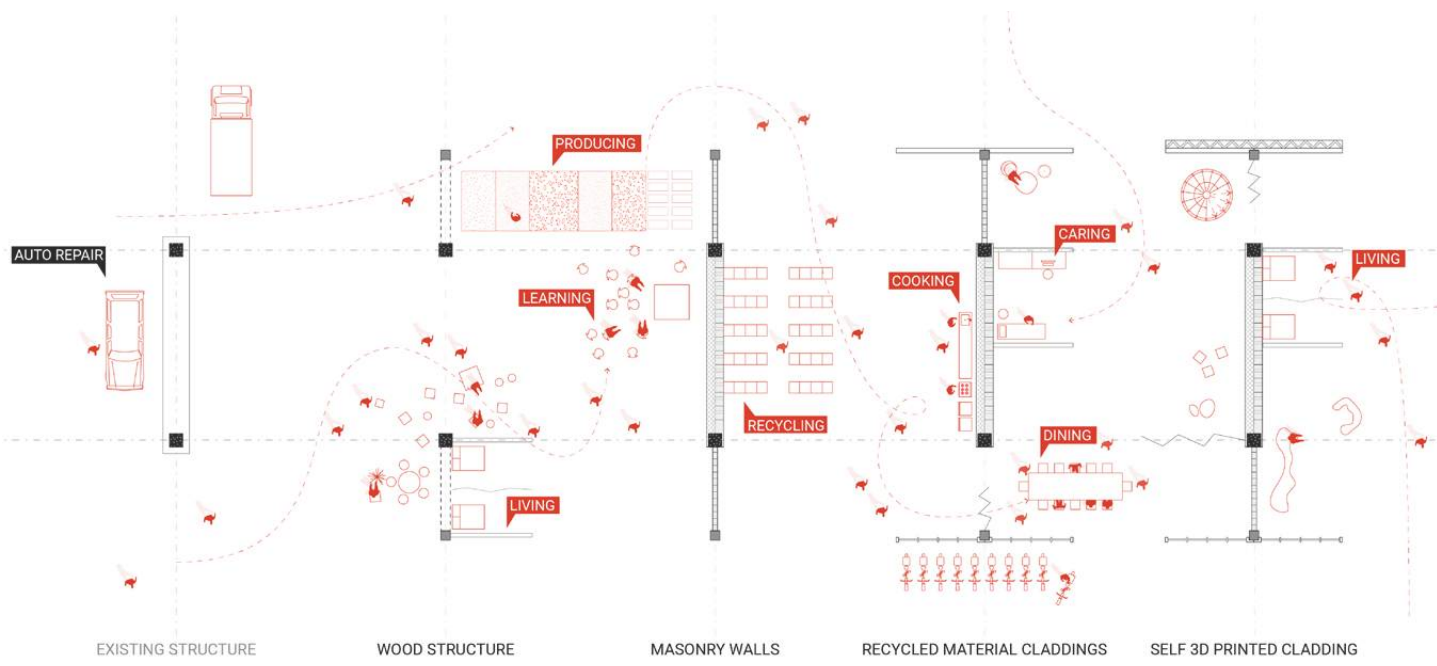 PRODUCING
AUTO REPAIR
CARING
LIVING
COOKING
LEARNING
RECYCLING
DINING
LIVING
EXISTING STRUCTURE
WOOD STRUCTURE
MASONRY WALLS
RECYCLED MATERIAL CLADDINGS
SELF 3D PRINTED CLADDING